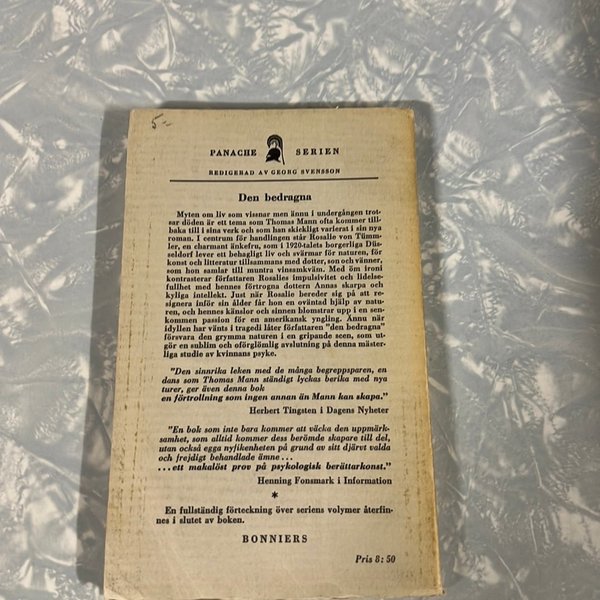 5:-
PANACHE SERIEN
REDIGERAD AV GEORG SVENSSON
Den bedragna
Myten om liv som vissnar men ännu i undergången trot-
sar döden är ett tema som Thomas Mann ofta kommer till-
baka till i sina verk och som han skickligt varierat i sin nya
roman. I centrum för handlingen står Rosalie von Tümm-
ler, en charmant änkefru, som i 1920-talets borgerliga Düs-
seldorf lever ett behagligt liv och svärmar för naturen, för
konst och litteratur tillsammans med dotter, son och vänner,
som hon samlar till muntra vinsamkväm. Med öm ironi
kontrasterar författaren Rosalies impulsivitet och lidelse-
fullhet med hennes förtrogna dottern Annas skarpa och
kyliga intellekt. Just när Rosalie bereder sig på att re-
signera inför sin ålder får hon en oväntad hjälp av natu-
ren, och hennes känslor och sinnen blomstrar upp i en sen-
kommen passion för en amerikansk yngling. Ännu när
idyllen har vänts i tragedi låter författaren "den bedragna"
försvara den grymma naturen i en gripande scen, som ut-
gör en sublim och oförglömlig avslutning på denna mäster-
liga studie av kvinnans psyke.
"Den sinnrika leken med de många begreppsparen, en
dans som Thomas Mann ständigt lyckas berika med nya
turer, ger även denna bok
en förtrollning som ingen annan än Mann kan skapa."
Herbert Tingsten i Dagens Nyheter
"En bok som inte bara kommer att väcka den uppmärk-
samhet, som alltid kommer dess berömde skapare till del,
utan också egga nyfikenheten på grund av sitt djärvt valda
och frejdigt behandlade ämne...
...ett makalöst prov på psykologisk berättarkonst."
Henning Fonsmark i Information
*
En fullständig förteckning över seriens volymer återfin-
nes i slutet av boken.
BONNIERS
Pris 8:50